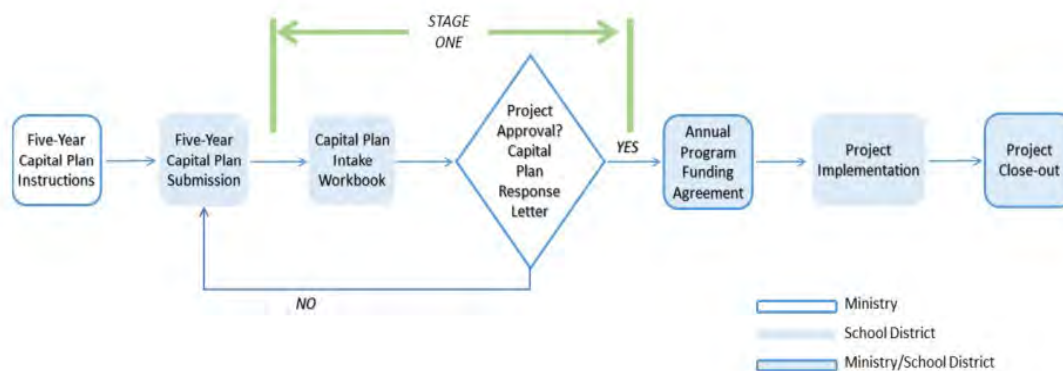 STAGE
ONE
Five-Year
Capital Plan
Instructions
Five-Year
Capital Plan
Submission
Capital Plan
Intake
Workbook
Project
Approval?
Capital
Plan
Response
Letter
YES
Annual
Program
Funding
Agreement
Project
Implementation
Project
Close-out
NO
Ministry
School District
Ministry/School District